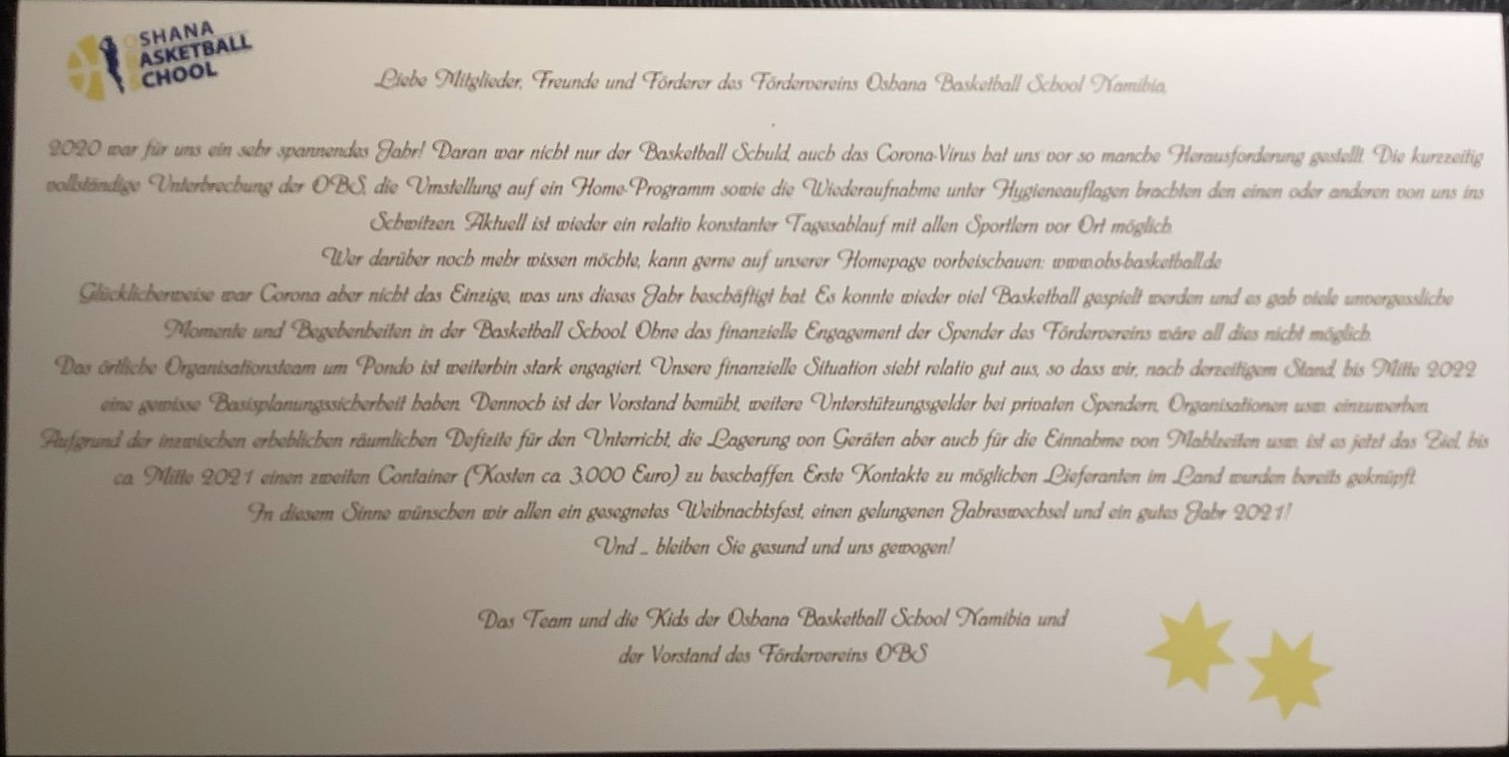 OSHANA
BASKETBALL
SCHOOL
Liebe Mitglieder, Freunde und Förderer des Fördervereins Oshana Basketball School Namibia,
2020 war für uns ein sehr spannendes Jahr! Daran war nicht nur der Basketball Schuld, auch das Corona-Virus hat uns vor so manche Herausforderung gestellt. Die kurzzeitig
vollständige Unterbrechung der OBS, die Umstellung auf ein Home-Programm sowie die Wiederaufnahme unter Hygieneauflagen brachten den einen oder anderen von uns ins
Schwitzen. Aktuell ist wieder ein relativ konstanter Tagesablauf mit allen Sportlern vor Ort möglich.
Wer darüber noch mehr wissen möchte, kann gerne auf unserer Homepage vorbeischauen: www.obs-basketball.de
Glücklicherweise war Corona aber nicht das Einzige, was uns dieses Jahr beschäftigt hat. Es konnte wieder viel Basketball gespielt werden und es gab viele unvergessliche
Momente und Begebenheiten in der Basketball School. Ohne das finanzielle Engagement der Spender des Fördervereins wäre all dies nicht möglich.
Das örtliche Organisationsteam um Pondo ist weiterhin stark engagiert. Unsere finanzielle Situation sieht relativ gut aus, so dass wir, nach derzeitigem Stand, bis Mitte 2022
eine gewisse Basisplanungssicherheit haben. Dennoch ist der Vorstand bemüht, weitere Unterstützungsgelder bei privaten Spendern, Organisationen usw. einzuwerben.
Aufgrund der inzwischen erheblichen räumlichen Defizite für den Unterricht, die Lagerung von Geräten aber auch für die Einnahme von Mahlzeiten usw. ist es jetzt das Ziel, bis
ca. Mitte 2021 einen zweiten Container (Kosten ca. 3.000 Euro) zu beschaffen. Erste Kontakte zu möglichen Lieferanten im Land wurden bereits geknüpft.
In diesem Sinne wünschen wir allen ein gesegnetes Weihnachtsfest, einen gelungenen Jahreswechsel und ein gutes Jahr 2021!
Und ... bleiben Sie gesund und uns gewogen!
Das Team und die Kids der Oshana Basketball School Namibia und
der Vorstand des Fördervereins OBS